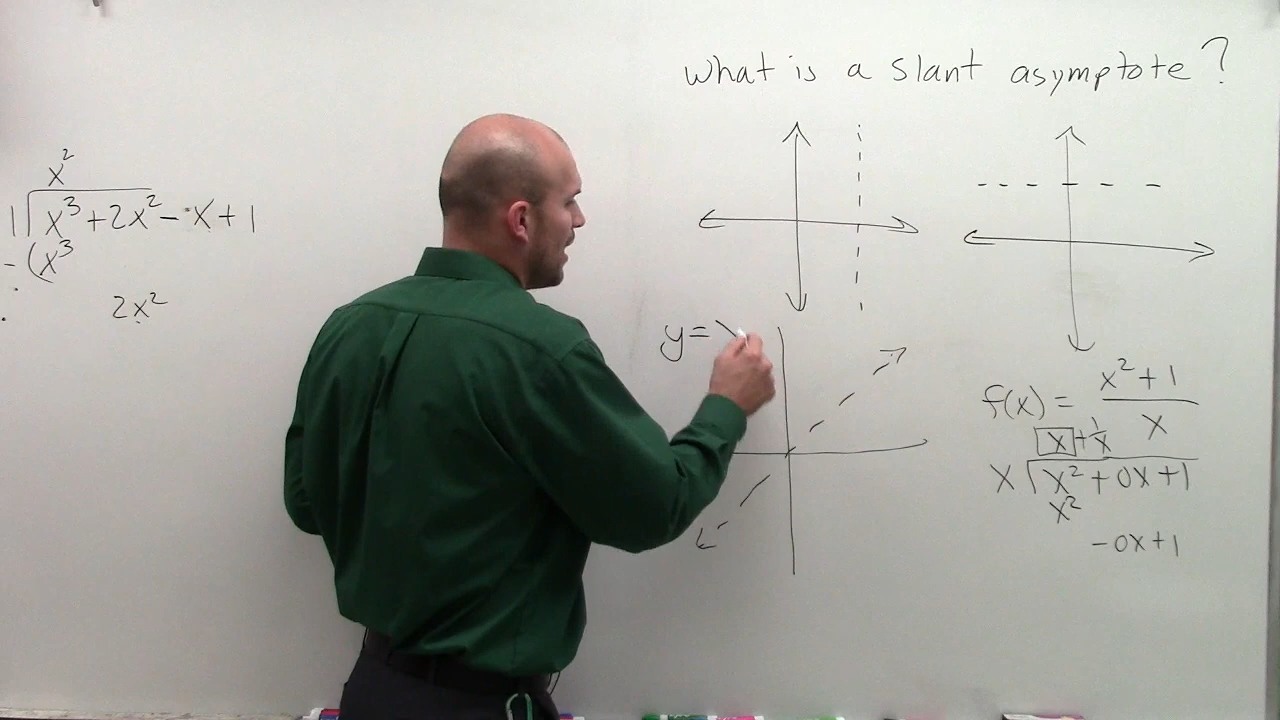 What is a slant asymptote?
x²
1 x³+2x²-x+1
-(x³
2x²
y=x
f(x) = x²+1 / x
x + 1/x
x x²+0x+1
x²
-0x+1